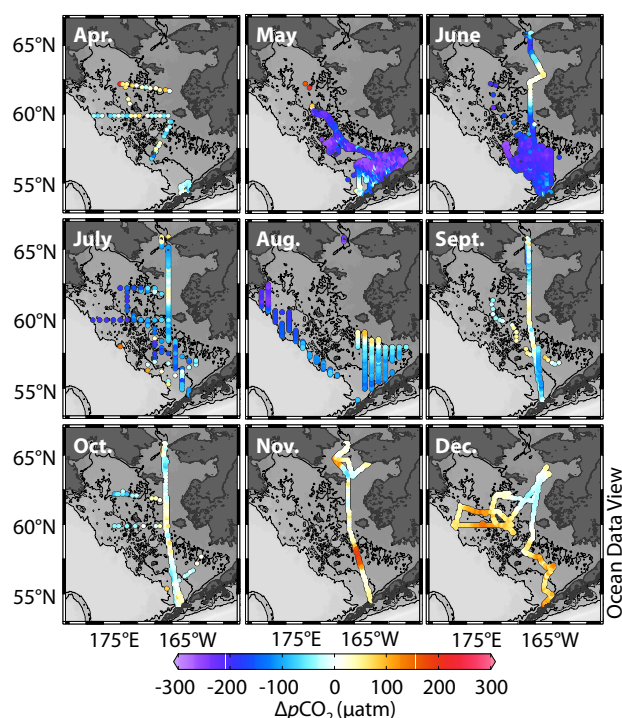 Apr.
May
June
65°N
60°N
55°N
July
Aug.
Sept.
65°N
60°N
55°N
Oct.
Nov.
Dec.
65°N
60°N
55°N
Ocean Data View
175°E 165°W 175°E 165°W 175°E 165°W
-300 -200 -100 0 100 200 300
ΔpCO₂ (μatm)